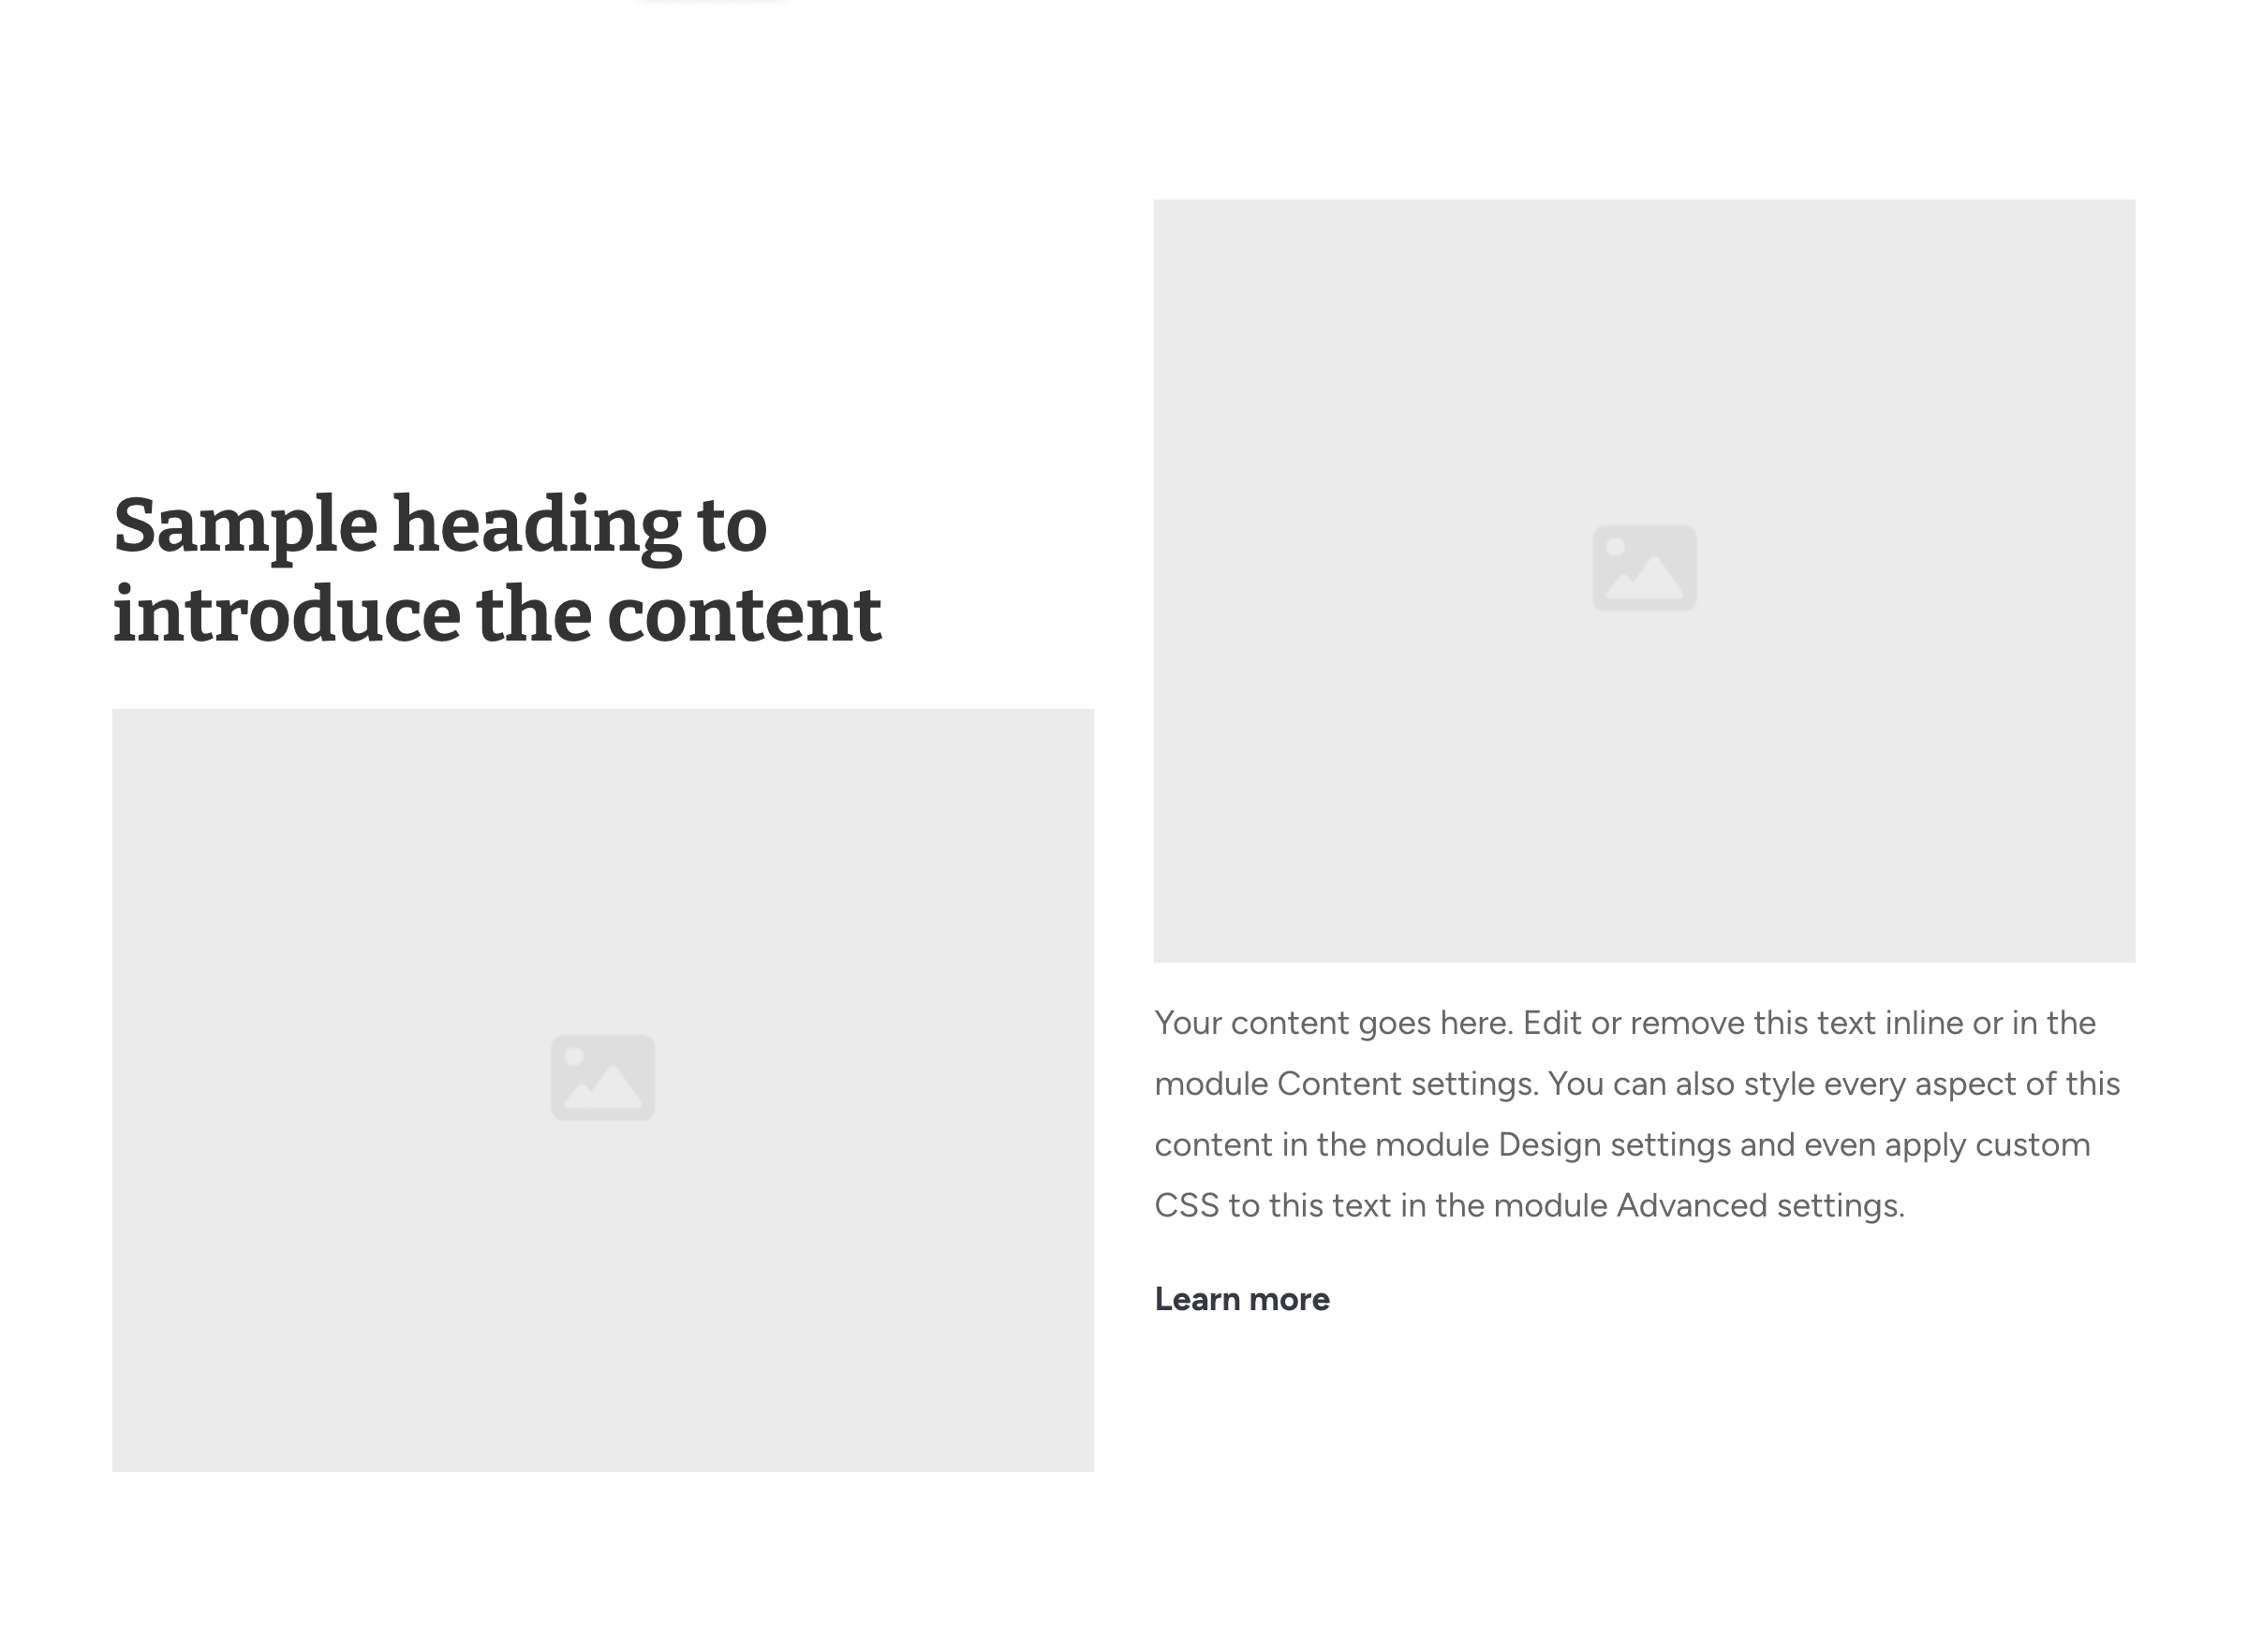 Sample heading to
introduce the content
Your content goes here. Edit or remove this text inline or in the
module Content settings. You can also style every aspect of this
content in the module Design settings and even apply custom
CSS to this text in the module Advanced settings.
Learn more